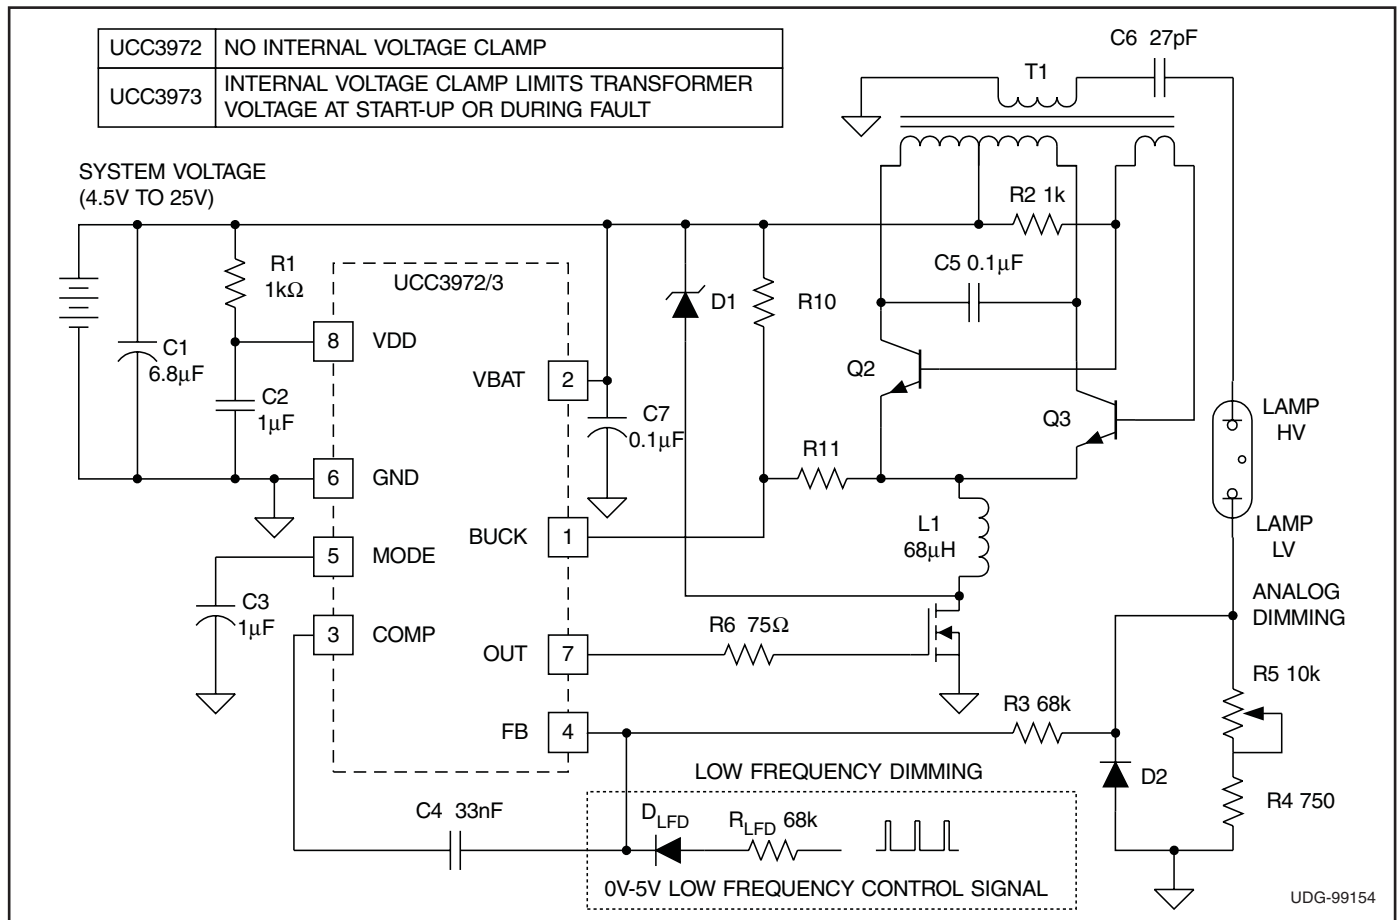 UCC3972 NO INTERNAL VOLTAGE CLAMP
UCC3973 INTERNAL VOLTAGE CLAMP LIMITS TRANSFORMER
VOLTAGE AT START-UP OR DURING FAULT
C6 27pF
T1
SYSTEM VOLTAGE
(4.5V TO 25V)
R2 1k
R1
1kΩ
UCC3972/3
C5 0.1µF
D1
R10
C1
6.8µF
8 VDD
VBAT 2
Q2
C2
1µF
C7
0.1µF
Q3
LAMP
HV
R11
6 GND
L1
68µH
BUCK 1
LAMP
LV
5 MODE
C3
1µF
3 COMP
R6 75Ω
ANALOG
DIMMING
OUT 7
R5 10k
R3 68k
FB 4
LOW FREQUENCY DIMMING
D2
R4 750
C4 33nF
DLFD
RLFD 68k
0V-5V LOW FREQUENCY CONTROL SIGNAL
UDG-99154